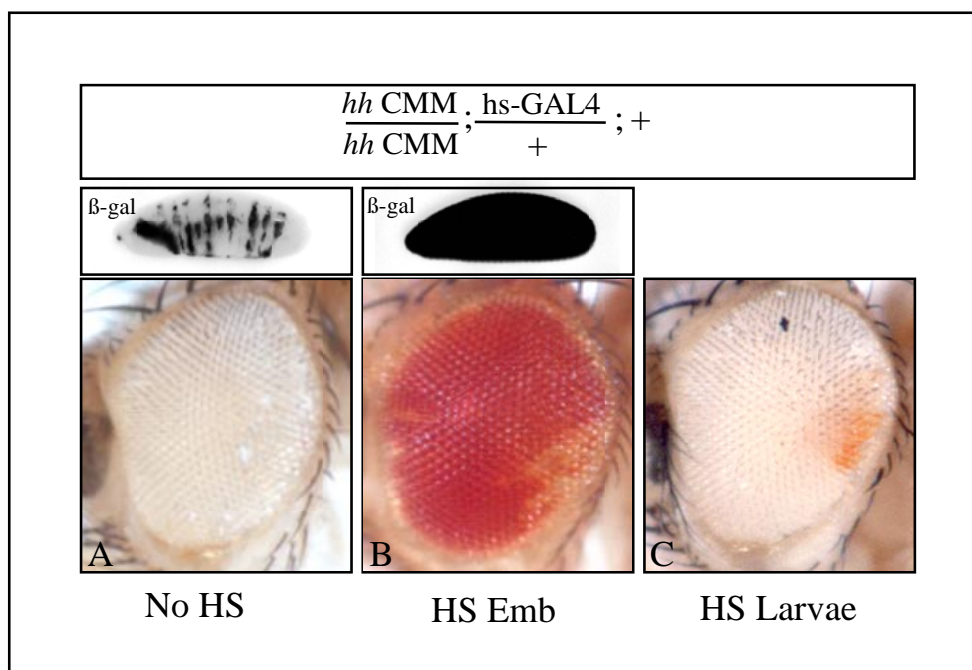 hh CMM hs-GAL4
; ; +
hh CMM +
ß-gal ß-gal
A B C
No HS HS Emb HS Larvae